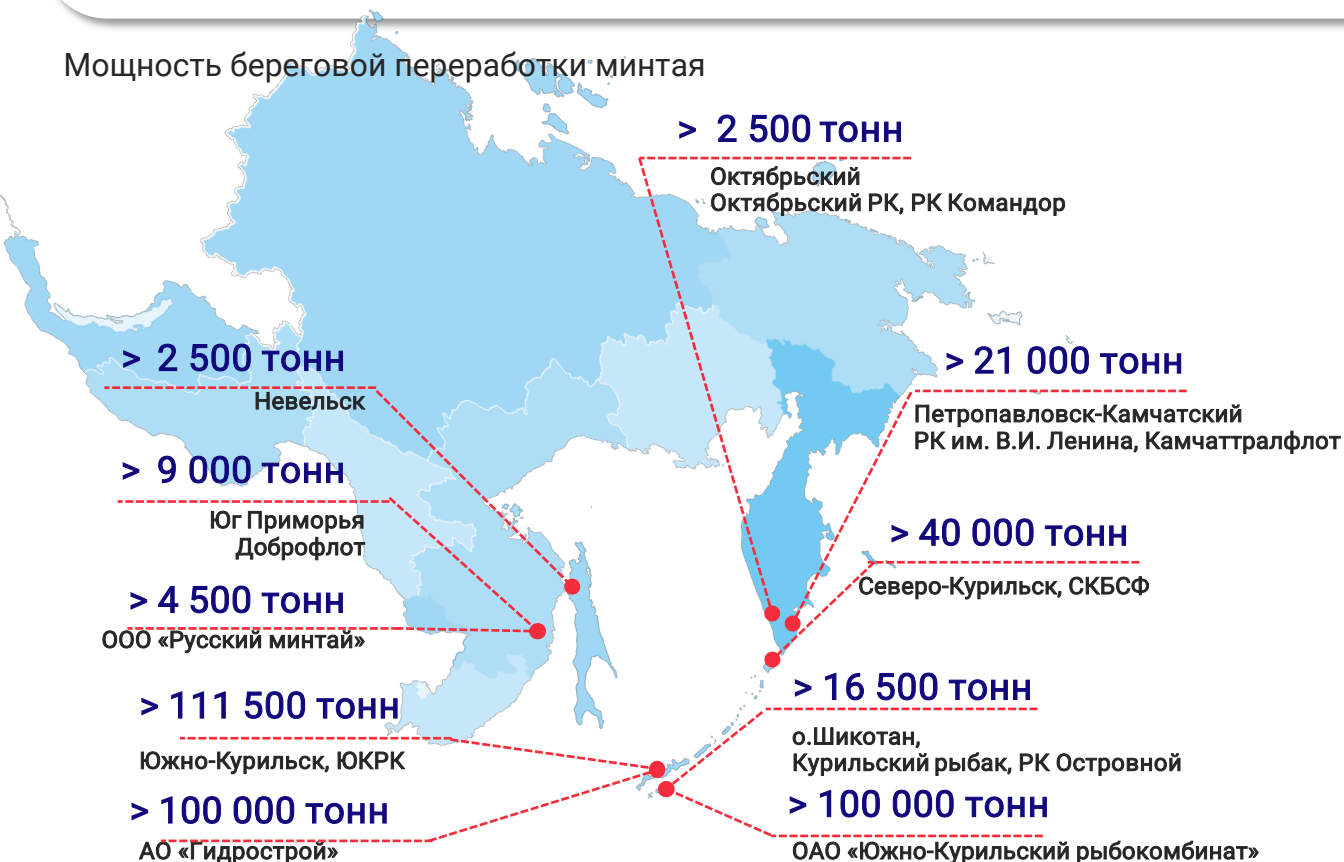 Мощность береговой переработки минтая
> 2 500 тонн
Октябрьский
Октябрьский РК, РК Командор
> 2 500 тонн
Невельск
> 21 000 тонн
Петропавловск-Камчатский
РК им. В.И. Ленина, Камчаттралфлот
> 9 000 тонн
Юг Приморья
Доброфлот
> 40 000 тонн
Северо-Курильск, СКБСФ
> 4 500 тонн
ООО «Русский минтай»
> 111 500 тонн
Южно-Курильск, ЮКРК
> 16 500 тонн
о.Шикотан,
Курильский рыбак, РК Островной
> 100 000 тонн
АО «Гидрострой»
> 100 000 тонн
ОАО «Южно-Курильский рыбокомбинат»